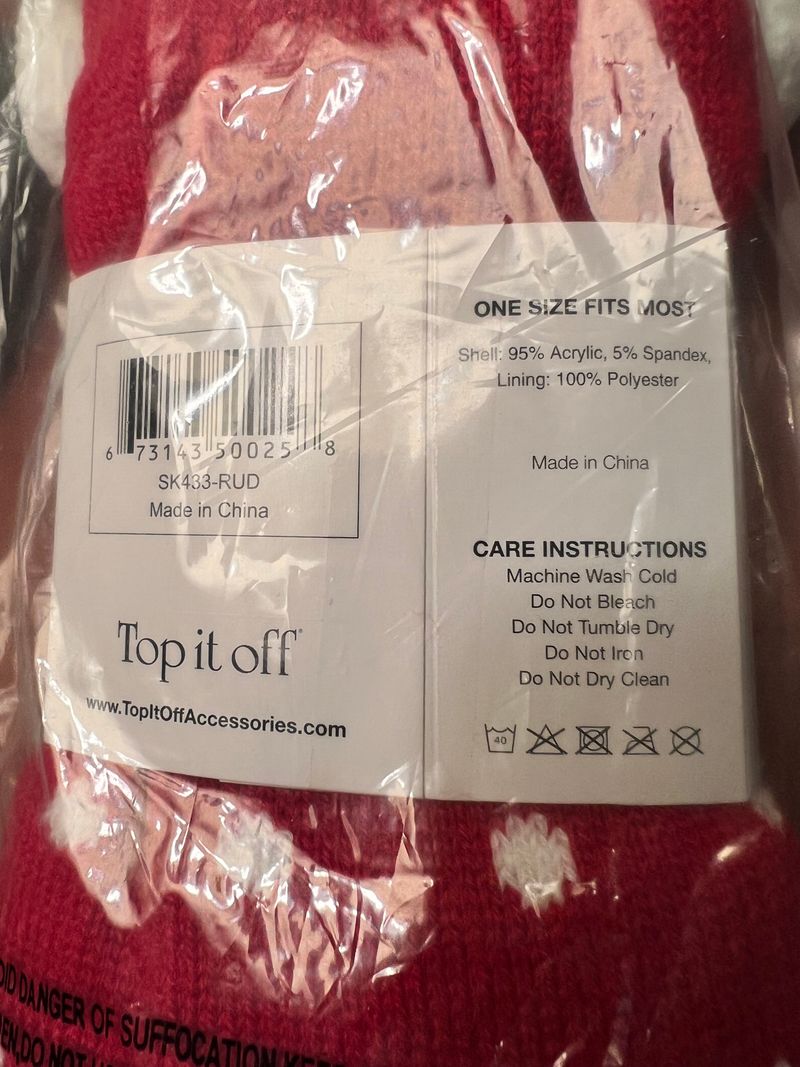 6 73143 50025 8
SK433-RUD
Made in China
Top it off®
www.TopItOffAccessories.com
ONE SIZE FITS MOST
Shell: 95% Acrylic, 5% Spandex,
Lining: 100% Polyester
Made in China
CARE INSTRUCTIONS
Machine Wash Cold
Do Not Bleach
Do Not Tumble Dry
Do Not Iron
Do Not Dry Clean
40
DANGER OF SUFFOCATION
DO NOT